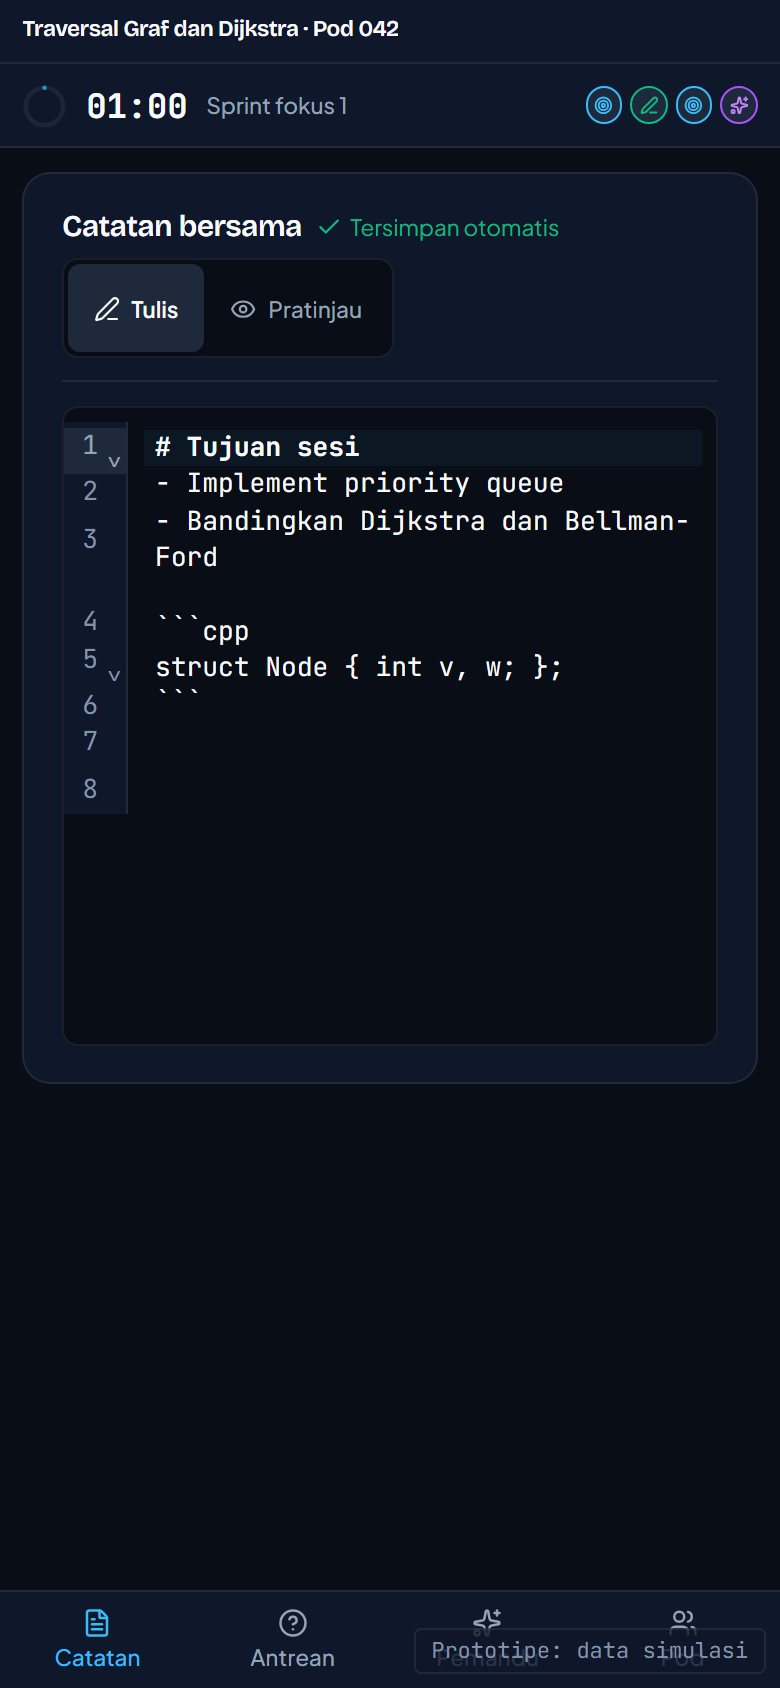 Traversal Graf dan Dijkstra · Pod 042
01:00 Sprint fokus 1
Catatan bersama Tersimpan otomatis
Tulis Pratinjau
1 # Tujuan sesi
2 - Implement priority queue
3 - Bandingkan Dijkstra dan Bellman-
Ford
4
5 ```cpp
6 struct Node { int v, w; };
7 ```
8
Catatan Antrean Pemandu Pod
Prototipe: data simulasi